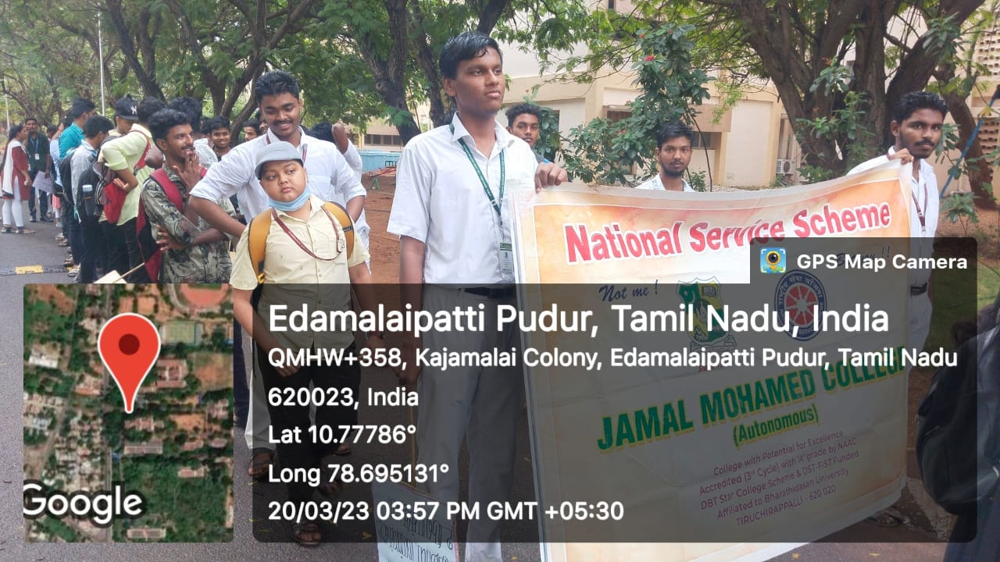 National Service Scheme
GPS Map Camera
Not me !
Edamalaipatti Pudur, Tamil Nadu, India
QMHW+358, Kajamalai Colony, Edamalaipatti Pudur, Tamil Nadu
620023, India
Lat 10.77786°
Long 78.695131°
20/03/23 03:57 PM GMT +05:30
Google
JAMAL MOHAMED COLLEGE
(Autonomous)
College with Potential for Excellence
Accredited (3rd Cycle) with 'A' grade by NAAC
DBT Star College Scheme & DST-FIST Funded
Affiliated to Bharathidasan University
TIRUCHIRAPPALLI - 620 020